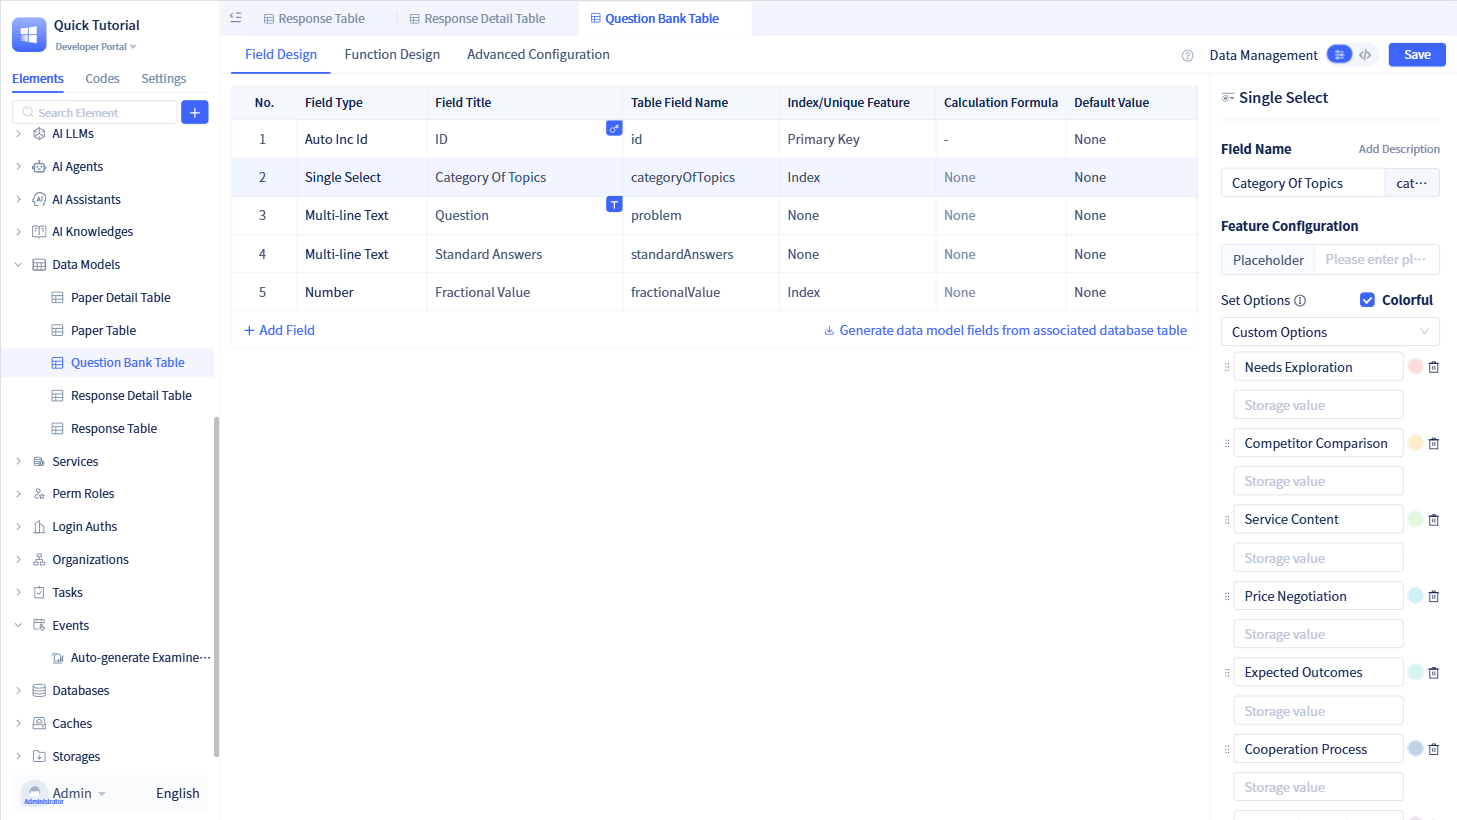 Quick Tutorial
Developer Portal
Elements
Codes
Settings
Search Element
AI LLMs
AI Agents
AI Assistants
AI Knowledges
Data Models
Paper Detail Table
Paper Table
Question Bank Table
Response Detail Table
Response Table
Services
Perm Roles
Login Auths
Organizations
Tasks
Events
Auto-generate Examine···
Databases
Caches
Storages
Admin
Administrator
English
Response Table
Response Detail Table
Question Bank Table
Field Design
Function Design
Advanced Configuration
Data Management
Save
No. Field Type Field Title Table Field Name Index/Unique Feature Calculation Formula Default Value
1 Auto Inc Id ID id Primary Key - None
2 Single Select Category Of Topics categoryOfTopics Index None None
3 Multi-line Text Question T problem None None None
4 Multi-line Text Standard Answers standardAnswers None None None
5 Number Fractional Value fractionalValue Index None None
+ Add Field
Generate data model fields from associated database table
Single Select
Field Name
Add Description
Category Of Topics
cat···
Feature Configuration
Placeholder
Please enter pl···
Set Options
Colorful
Custom Options
Needs Exploration
Storage value
Competitor Comparison
Storage value
Service Content
Storage value
Price Negotiation
Storage value
Expected Outcomes
Storage value
Cooperation Process
Storage value